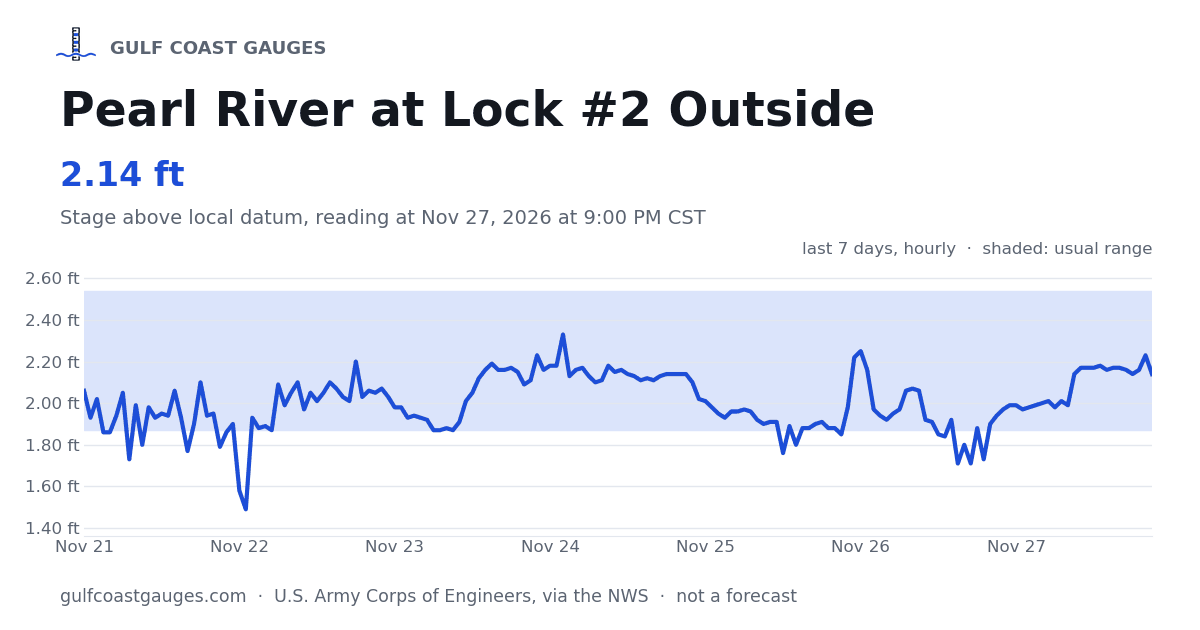 GULF COAST GAUGES
Pearl River at Lock #2 Outside
2.14 ft
Stage above local datum, reading at Nov 27, 2026 at 9:00 PM CST
last 7 days, hourly · shaded: usual range
2.60 ft
2.40 ft
2.20 ft
2.00 ft
1.80 ft
1.60 ft
1.40 ft
Nov 21 Nov 22 Nov 23 Nov 24 Nov 25 Nov 26 Nov 27
gulfcoastgauges.com · U.S. Army Corps of Engineers, via the NWS · not a forecast